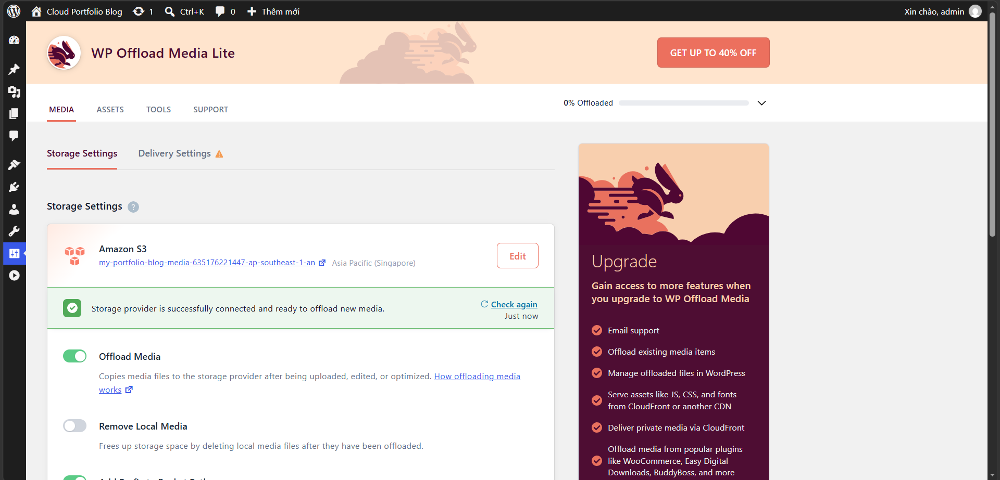 Cloud Portfolio Blog 1 Ctrl+K 0 Thêm mới Xin chào, admin
WP Offload Media Lite
GET UP TO 40% OFF
MEDIA ASSETS TOOLS SUPPORT
0% Offloaded
Storage Settings Delivery Settings
Storage Settings ?
Amazon S3
my-portfolio-blog-media-635176221447-ap-southeast-1-an Asia Pacific (Singapore)
Edit
Storage provider is successfully connected and ready to offload new media.
Check again
Just now
Offload Media
Copies media files to the storage provider after being uploaded, edited, or optimized. How offloading media
works
Remove Local Media
Frees up storage space by deleting local media files after they have been offloaded.
Upgrade
Gain access to more features when
you upgrade to WP Offload Media
Email support
Offload existing media items
Manage offloaded files in WordPress
Serve assets like JS, CSS, and fonts
from CloudFront or another CDN
Deliver private media via CloudFront
Offload media from popular plugins
like WooCommerce, Easy Digital
Downloads, BuddyBoss, and more